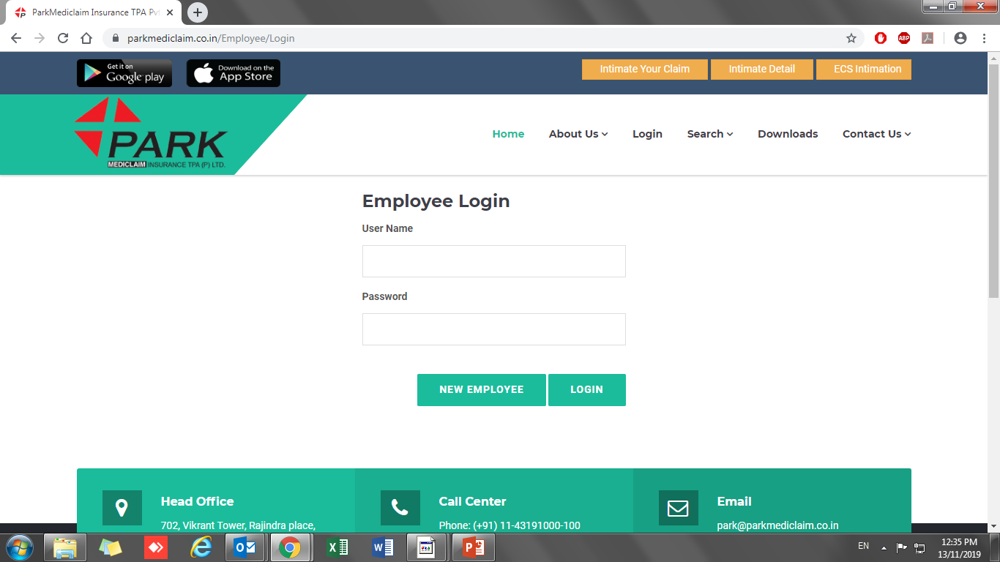 ParkMediclaim Insurance TPA Pvt
parkmediclaim.co.in/Employee/Login
ABP
Get it on
Google play
Download on the
App Store
Intimate Your Claim
Intimate Detail
ECS Intimation
PARK
MEDICLAIM INSURANCE TPA (P) LTD.
Home
About Us
Login
Search
Downloads
Contact Us
Employee Login
User Name
Password
NEW EMPLOYEE
LOGIN
Head Office
702, Vikrant Tower, Rajindra place,
Call Center
Phone: (+91) 11-43191000-100
Email
park@parkmediclaim.co.in
EN
12:35 PM
13/11/2019